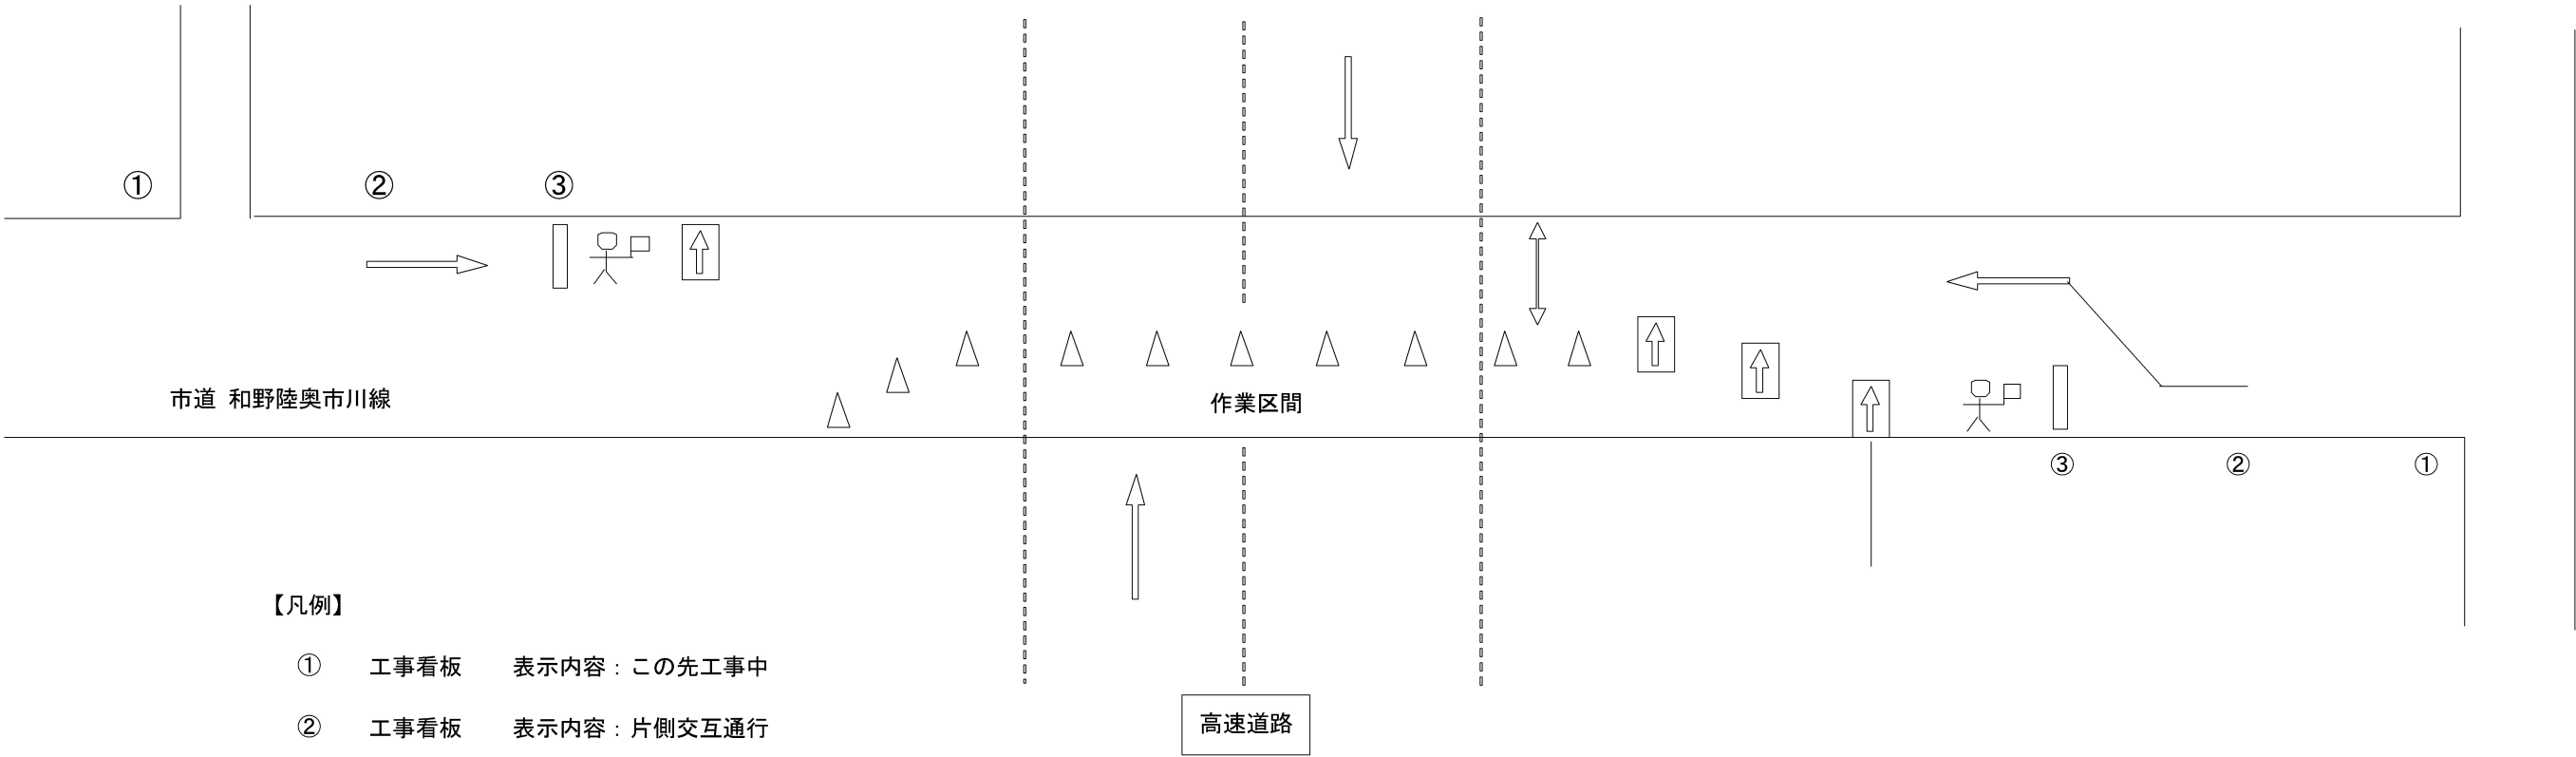 ① ② ③
市道 和野陸奥市川線
作業区間
③ ② ①
【凡例】
① 工事看板 表示内容：この先工事中
② 工事看板 表示内容：片側交互通行
高速道路